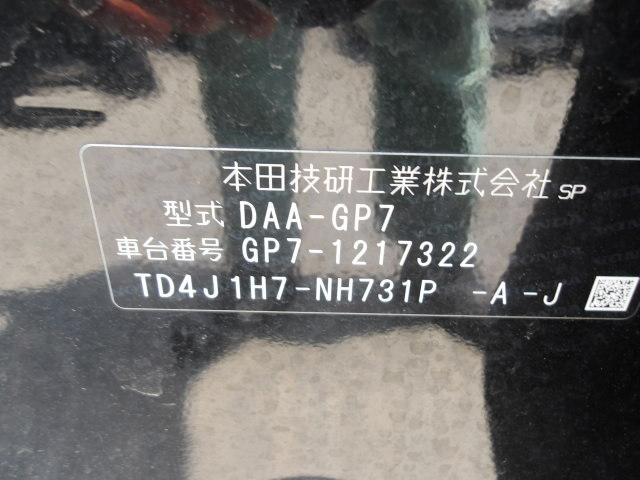 本田技研工業株式会社 SP
型式 DAA-GP7
車台番号 GP7-1217322
TD4J1H7-NH731P -A-J